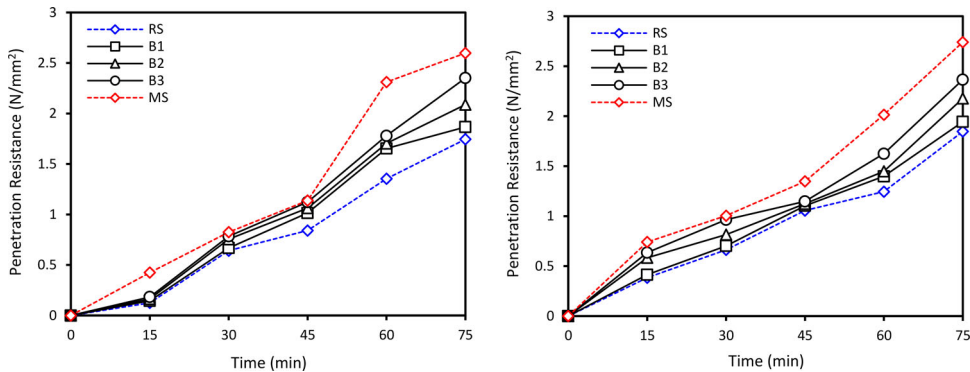 Penetration Resistance (N/mm²)
3
2.5
2
1.5
1
0.5
0
RS
B1
B2
B3
MS
0 15 30 45 60 75
Time (min)
Penetration Resistance (N/mm²)
3
2.5
2
1.5
1
0.5
0
RS
B1
B2
B3
MS
0 15 30 45 60 75
Time (min)